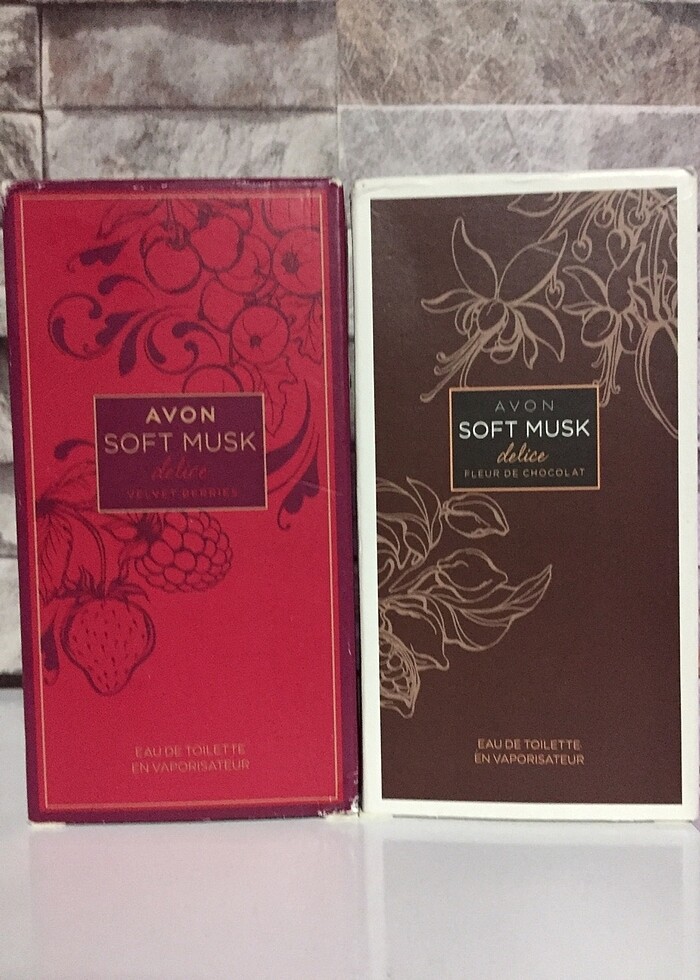 AVON
SOFT MUSK
delice
VELVET BERRIES
EAU DE TOILETTE
EN VAPORISATEUR
AVON
SOFT MUSK
delice
FLEUR DE CHOCOLAT
EAU DE TOILETTE
EN VAPORISATEUR